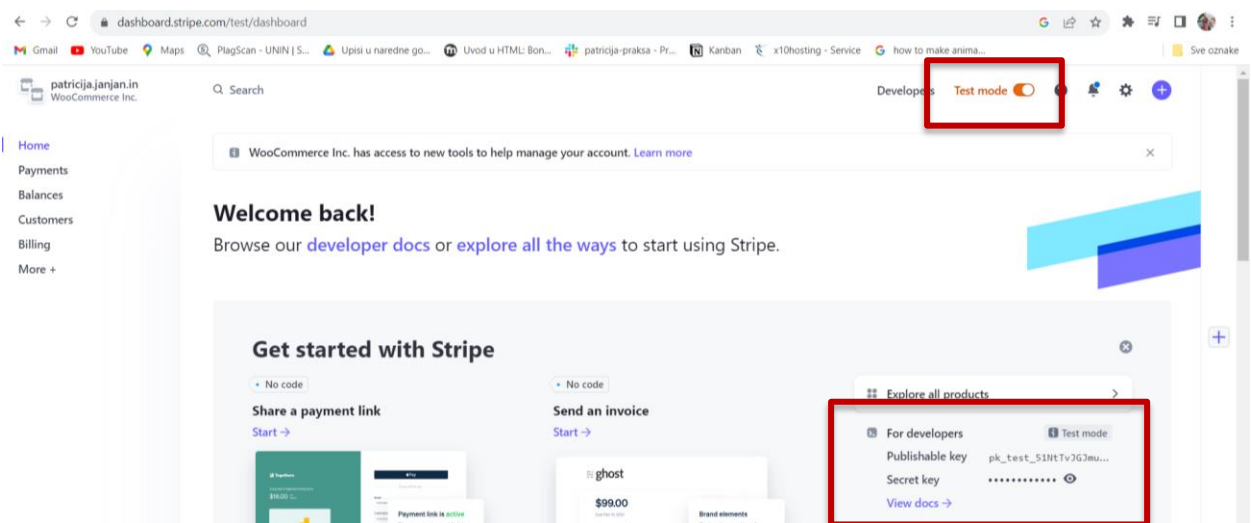 dashboard.stripe.com/test/dashboard
Gmail YouTube Maps PlagScan - UNIN | S... Upisi u naredne go... Uvod u HTML: Bon... patricija-praksa - Pr... Kanban x10hosting - Service how to make anima... Sve oznake
patricija.janjan.in
WooCommerce Inc.
Search
Developers Test mode
Home
Payments
Balances
Customers
Billing
More +
WooCommerce Inc. has access to new tools to help manage your account. Learn more
Welcome back!
Browse our developer docs or explore all the ways to start using Stripe.
Get started with Stripe
No code
Share a payment link
Start →
$18.00
Payment link is active
No code
Send an invoice
Start →
ghost
$99.00
Brand elements
Explore all products
For developers Test mode
Publishable key pk_test_51NtTvJGJmu...
Secret key ••••••••••••
View docs →